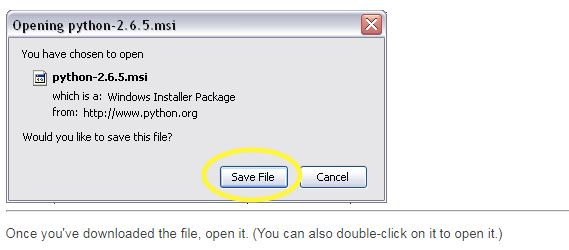 Opening python-2.6.5.msi
You have chosen to open
python-2.6.5.msi
which is a: Windows Installer Package
from: http://www.python.org
Would you like to save this file?
Save File
Cancel
Once you've downloaded the file, open it. (You can also double-click on it to open it.)